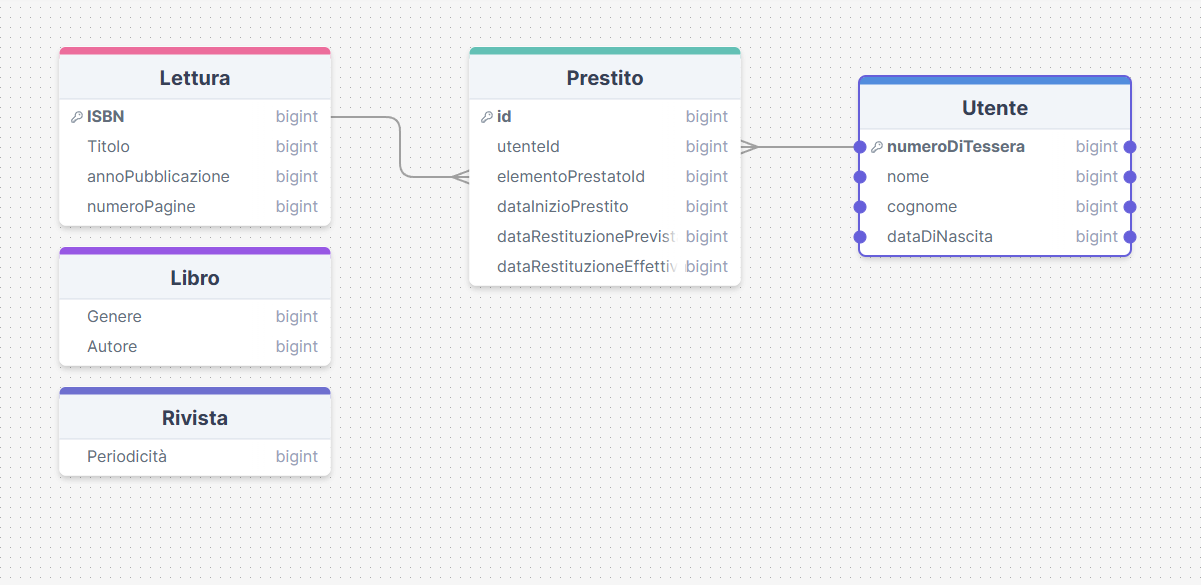 Lettura
ISBN bigint
Titolo bigint
annoPubblicazione bigint
numeroPagine bigint
Libro
Genere bigint
Autore bigint
Rivista
Periodicità bigint
Prestito
id bigint
utenteId bigint
elementoPrestatoId bigint
dataInizioPrestito bigint
dataRestituzionePrevist bigint
dataRestituzioneEffettiv bigint
Utente
numeroDiTessera bigint
nome bigint
cognome bigint
dataDiNascita bigint